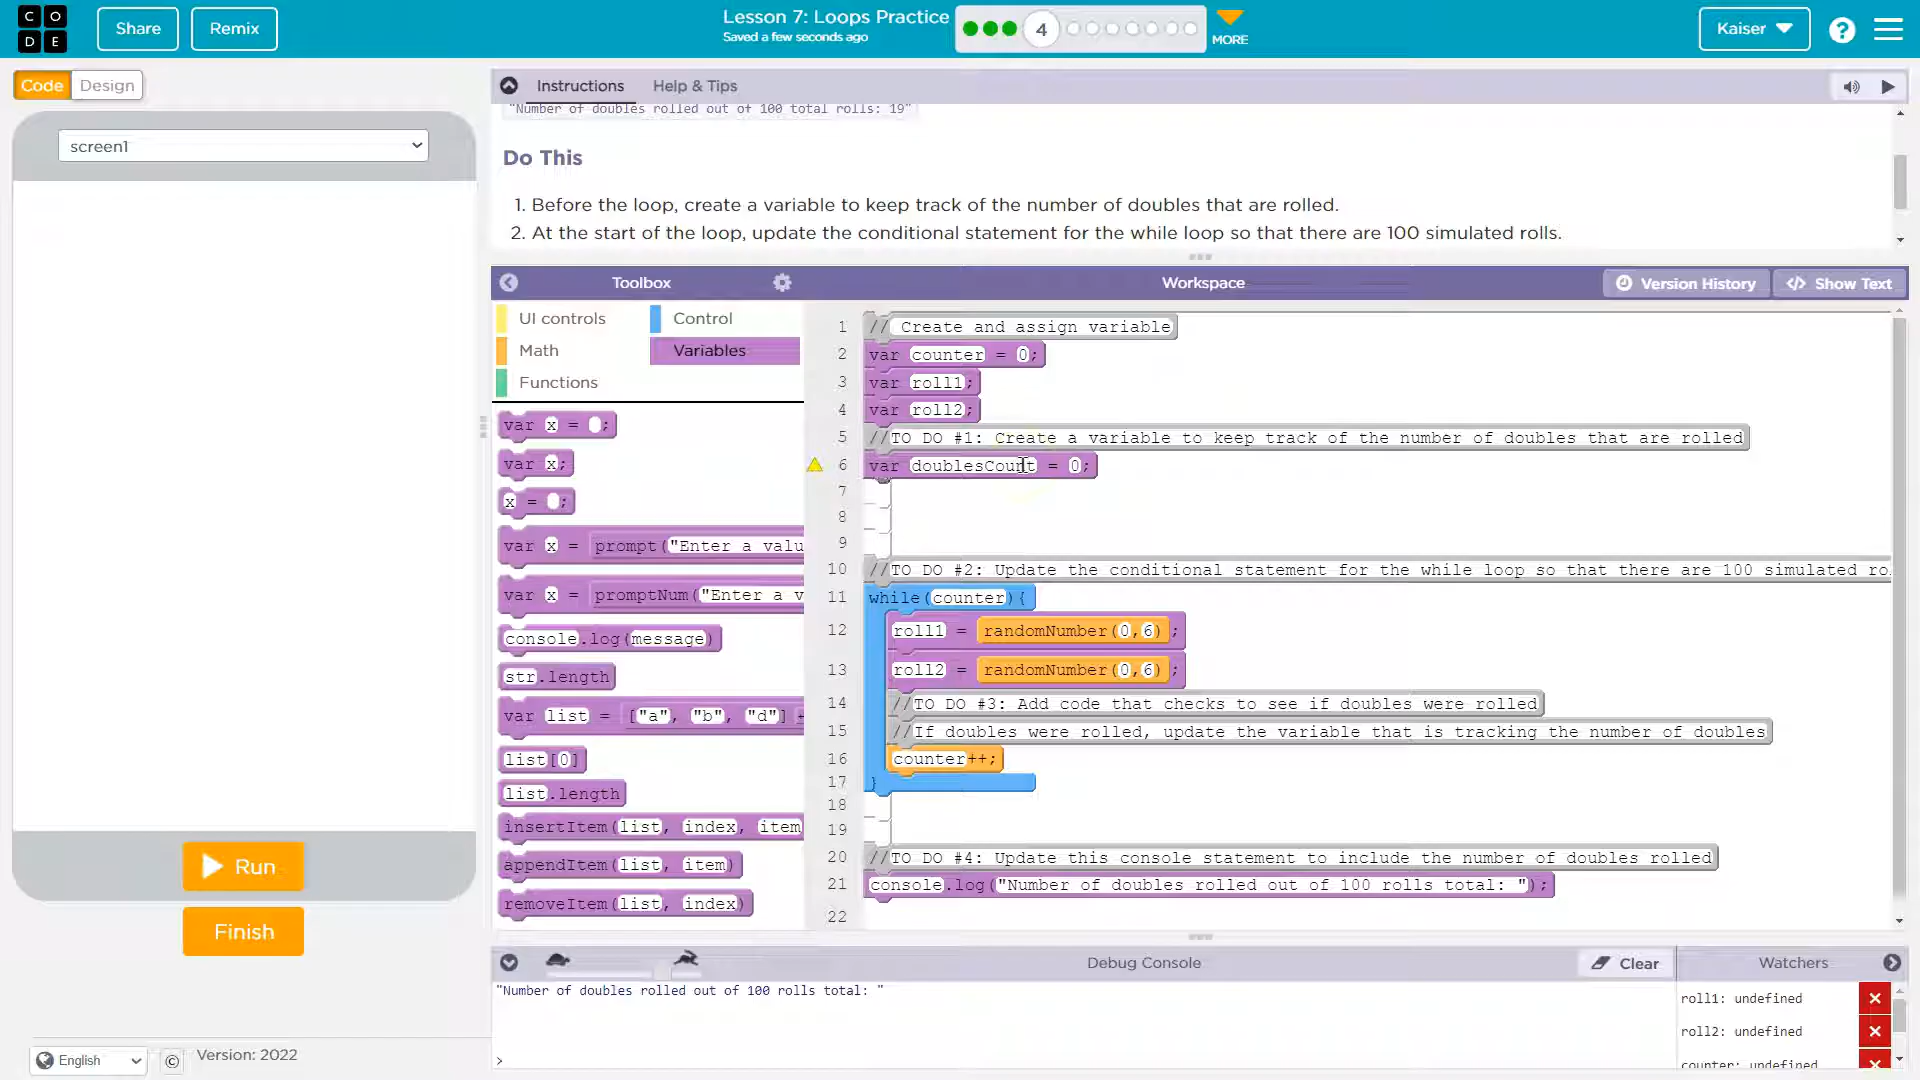 C O
D E
Share
Remix
Lesson 7: Loops Practice
Saved a few seconds ago
4
MORE
Kaiser
?
Code
Design
screen1
Run
Finish
English
©
Version: 2022
Instructions
Help & Tips
"Number of doubles rolled out of 100 total rolls: 19"
Do This
1. Before the loop, create a variable to keep track of the number of doubles that are rolled.
2. At the start of the loop, update the conditional statement for the while loop so that there are 100 simulated rolls.
Toolbox
Workspace
Version History
</> Show Text
UI controls
Control
Math
Variables
Functions
var x = ;
var x;
x = ;
var x = prompt("Enter a valu
var x = promptNum("Enter a v
console.log(message)
str.length
var list = ["a", "b", "d"]
list[0]
list.length
insertItem(list, index, item
appendItem(list, item)
removeItem(list, index)
1 // Create and assign variable
2 var counter = 0;
3 var roll1;
4 var roll2;
5 //TO DO #1: Create a variable to keep track of the number of doubles that are rolled
6 var doublesCount = 0;
7
8
9
10 //TO DO #2: Update the conditional statement for the while loop so that there are 100 simulated ro
11 while(counter){
12 roll1 = randomNumber(0,6);
13 roll2 = randomNumber(0,6);
14 //TO DO #3: Add code that checks to see if doubles were rolled
15 //If doubles were rolled, update the variable that is tracking the number of doubles
16 counter++;
17 }
18
19
20 //TO DO #4: Update this console statement to include the number of doubles rolled
21 console.log("Number of doubles rolled out of 100 rolls total: ");
22
Debug Console
Clear
Watchers
"Number of doubles rolled out of 100 rolls total: "
>
roll1: undefined
roll2: undefined
counter: undefined